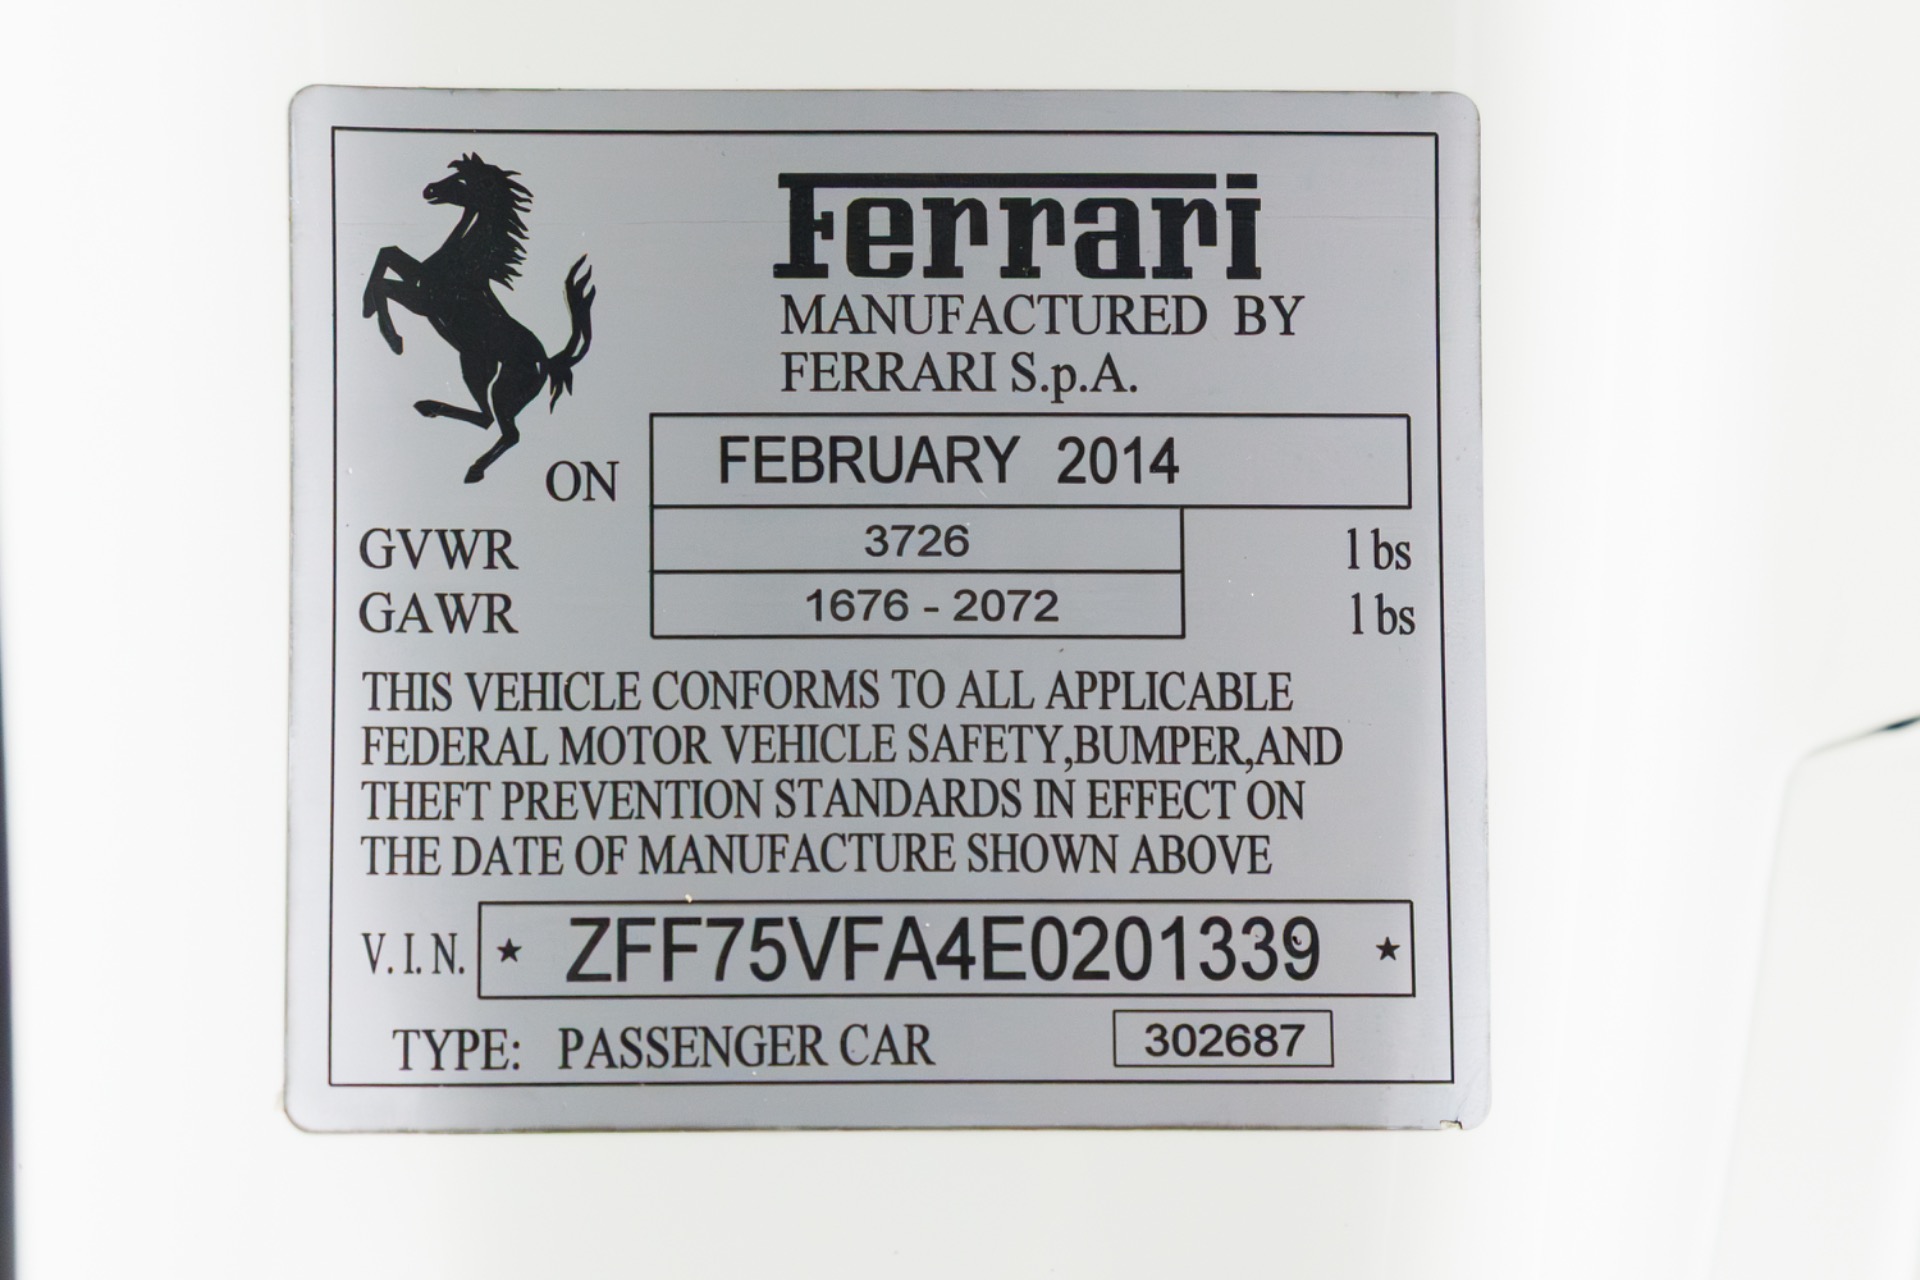 Ferrari
MANUFACTURED BY
FERRARI S.p.A.
ON FEBRUARY 2014
GVWR 3726 lbs
GAWR 1676 - 2072 lbs
THIS VEHICLE CONFORMS TO ALL APPLICABLE
FEDERAL MOTOR VEHICLE SAFETY,BUMPER,AND
THEFT PREVENTION STANDARDS IN EFFECT ON
THE DATE OF MANUFACTURE SHOWN ABOVE
V.I.N. ★ ZFF75VFA4E0201339 ★
TYPE: PASSENGER CAR 302687